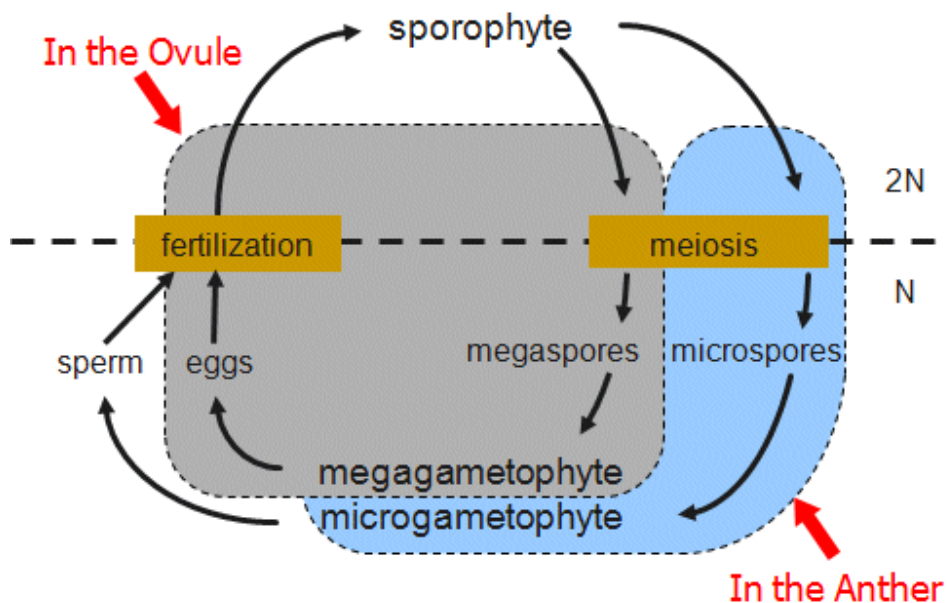 sporophyte
In the Ovule
2N
fertilization
meiosis
N
sperm
eggs
megaspores
microspores
megagametophyte
microgametophyte
In the Anther